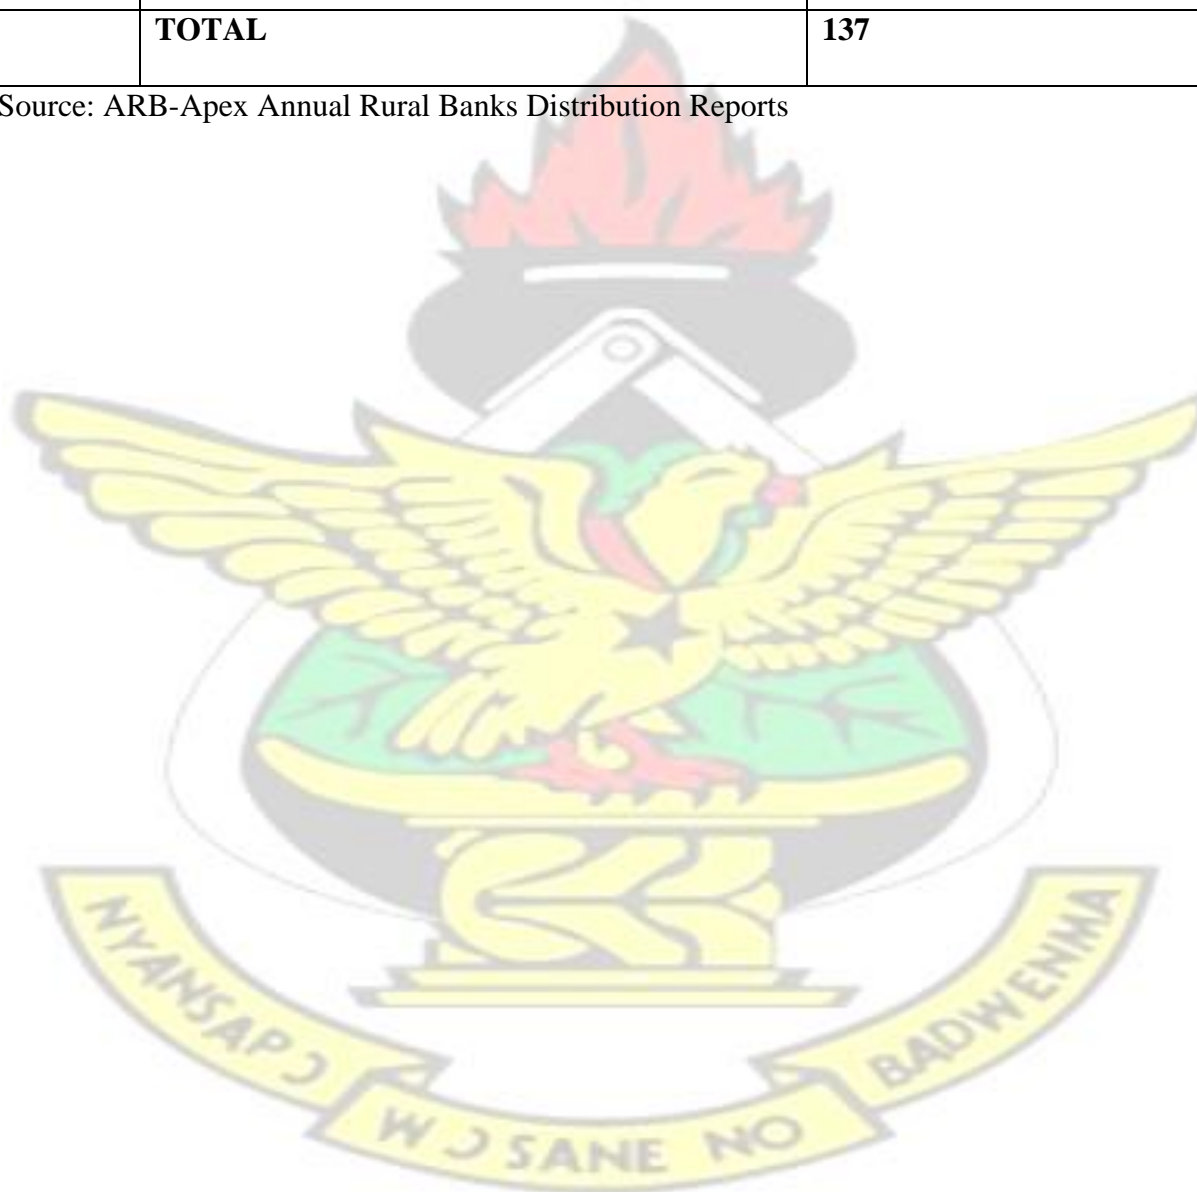 TOTAL 137
Source: ARB-Apex Annual Rural Banks Distribution Reports
NYANSAPƆ WƆSANE NO BADWENMA